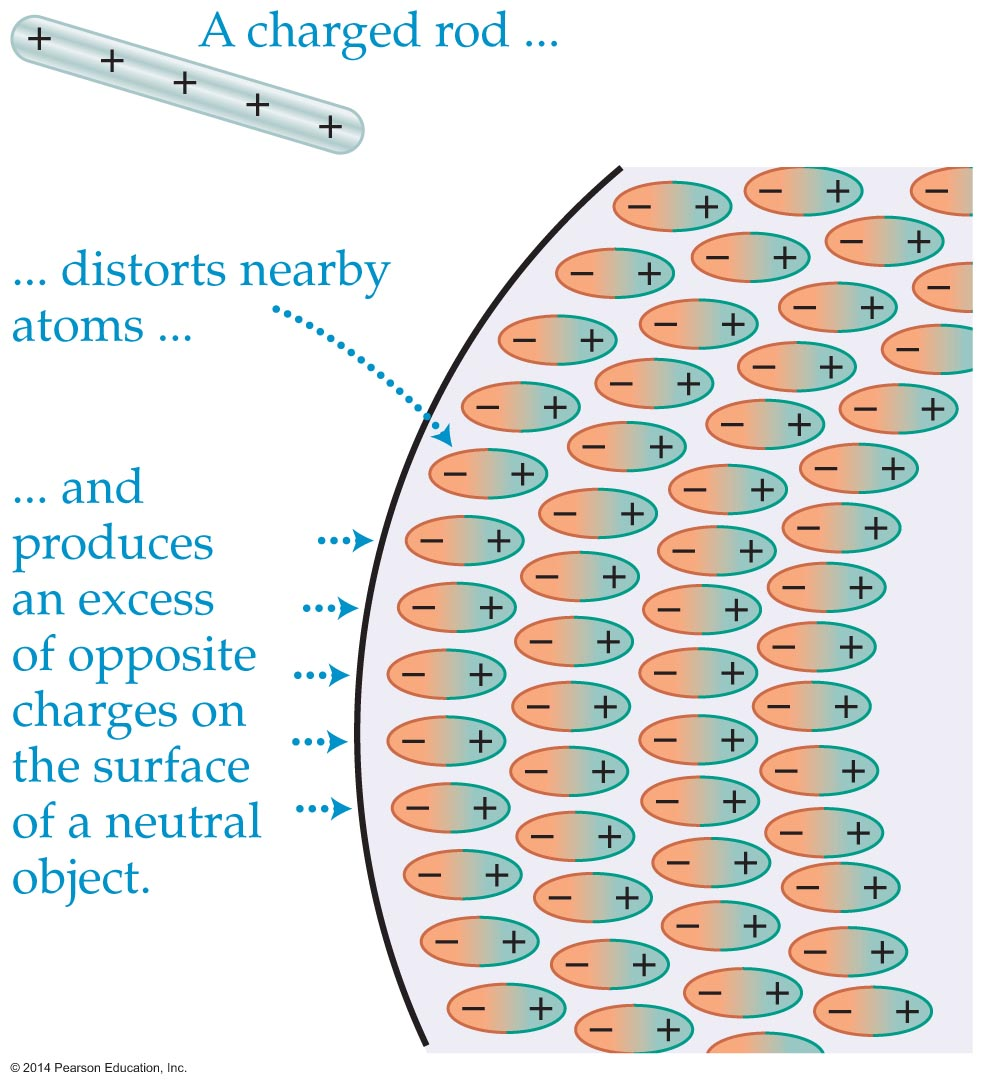 A charged rod ...
... distorts nearby
atoms ...
... and
produces
an excess
of opposite
charges on
the surface
of a neutral
object.
© 2014 Pearson Education, Inc.